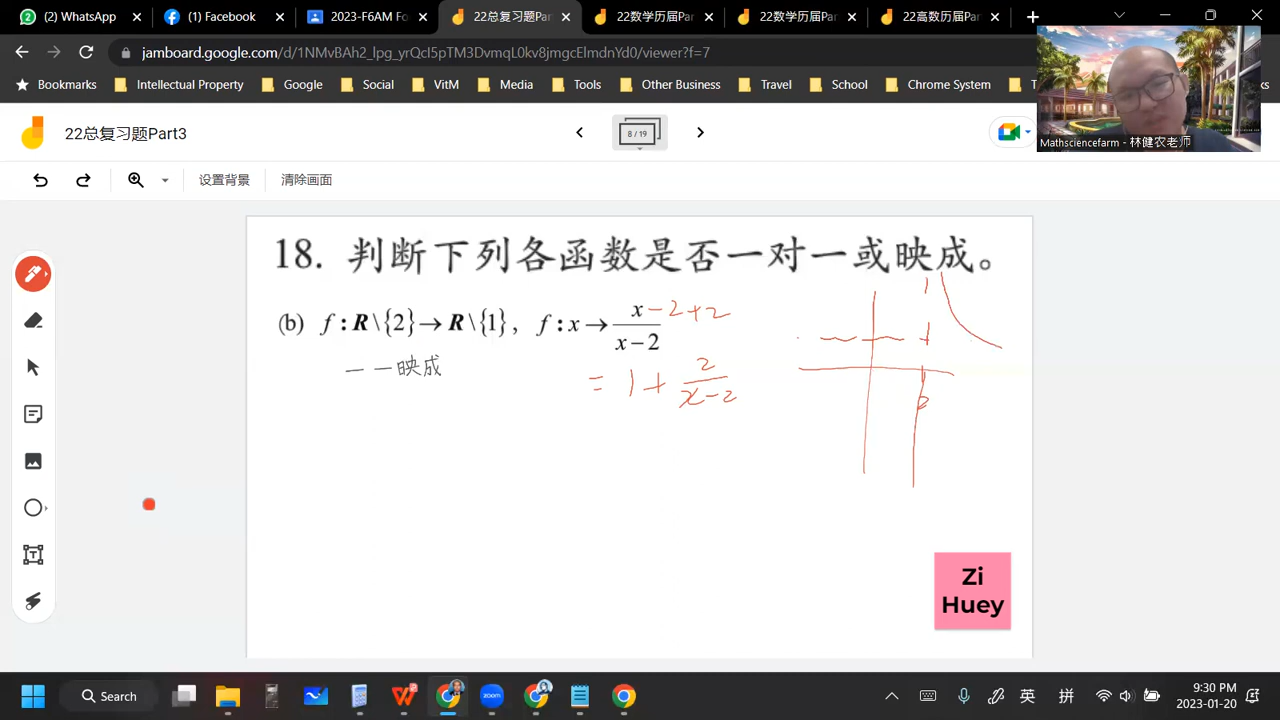 (2) WhatsApp
(1) Facebook
2023-F6AM Fo
22总复习题Par
22数学历届Par
22数学历届Par
22高数历届Par
jamboard.google.com/d/1NMvBAh2_lpg_yrQcI5pTM3DvmqL0kv8jmgcElmdnYd0/viewer?f=7
Bookmarks Intellectual Property Google Social VitM Media Tools Other Business Travel School Chrome System
Mathsciencefarm - 林健农老师
22总复习题Part3
8 / 19
设置背景 清除画面
18. 判断下列各函数是否一对一或映成。
(b) f : R \ {2} → R \ {1} , f : x → x/(x−2) −2+2
一一映成
= 1 + 2/(x−2)
1
2
Zi
Huey
Search
英 拼
9:30 PM
2023-01-20